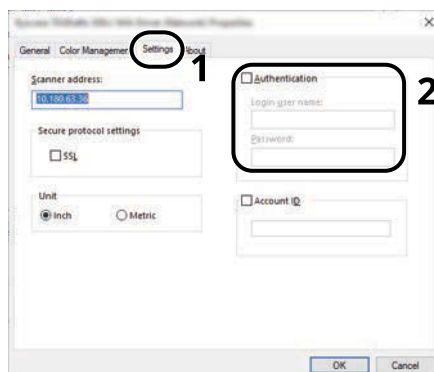 General Color Managemen Settings About
1
Scanner address:
10.180.63.30
Secure protocol settings
SSL
Unit
Inch Metric
Authentication
2
Login user name:
Password:
Account ID
OK Cancel